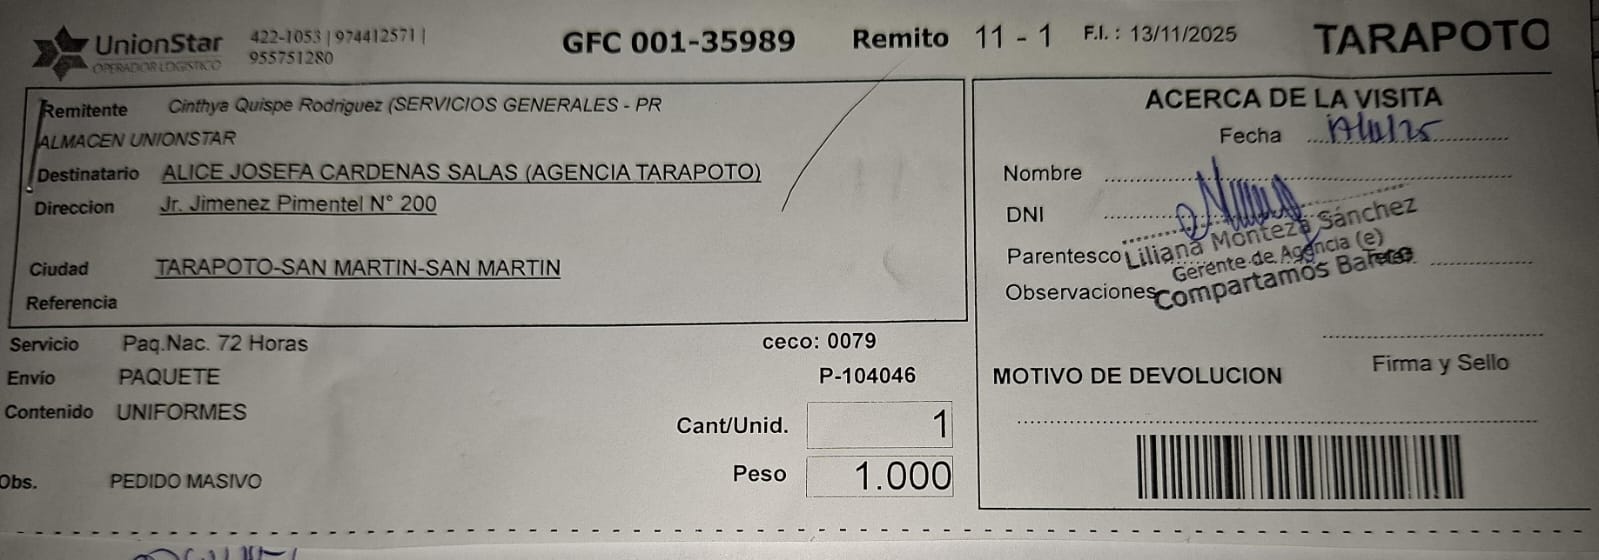 UnionStar
OPERADOR LOGISTICO
422-1053 | 974412571 |
955751280
GFC 001-35989
Remito 11 - 1
F.I. : 13/11/2025
TARAPOTO
Remitente Cinthya Quispe Rodriguez (SERVICIOS GENERALES - PR
ALMACEN UNIONSTAR
Destinatario ALICE JOSEFA CARDENAS SALAS (AGENCIA TARAPOTO)
Direccion Jr. Jimenez Pimentel N° 200
Ciudad TARAPOTO-SAN MARTIN-SAN MARTIN
Referencia
Servicio Paq.Nac. 72 Horas
ceco: 0079
Envío PAQUETE
P-104046
Contenido UNIFORMES
Cant/Unid. 1
Peso 1.000
Obs. PEDIDO MASIVO
ACERCA DE LA VISITA
Fecha
Nombre
DNI
Parentesco
Observaciones
Liliana Monteza Sánchez
Gerente de Agencia (e)
Compartamos Banco
Firma y Sello
MOTIVO DE DEVOLUCION